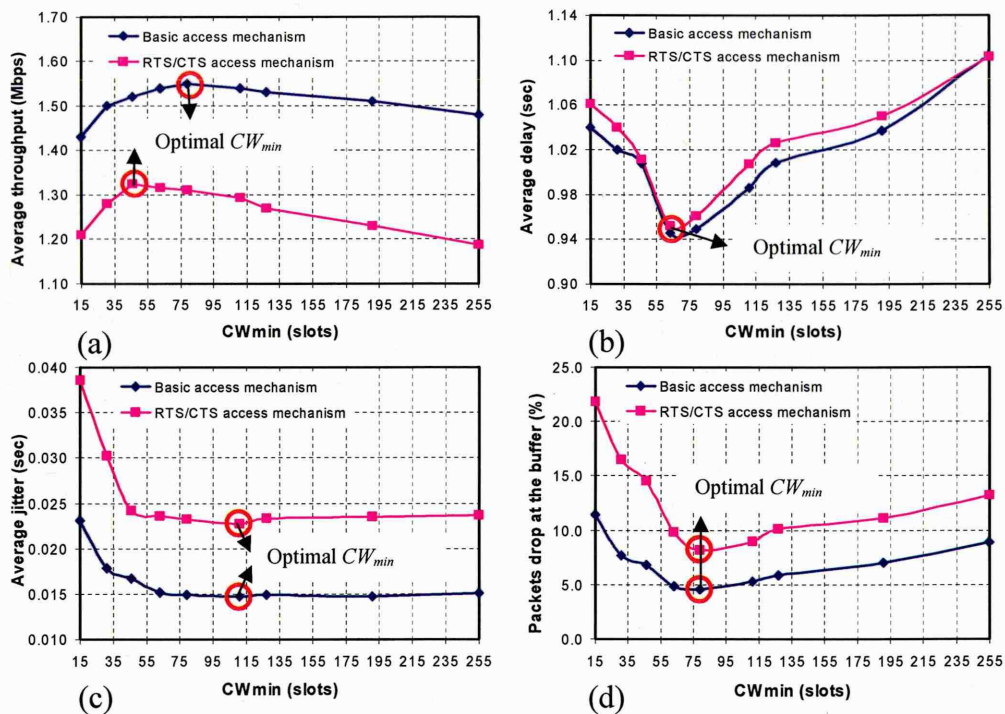 1.70
1.60
1.50
1.40
1.30
1.20
1.10
Average throughput (Mbps)
Basic access mechanism
RTS/CTS access mechanism
Optimal CWmin
15 35 55 75 95 115 135 155 175 195 215 235 255
CWmin (slots)
(a)
1.14
1.10
1.06
1.02
0.98
0.94
0.90
Average delay (sec)
Basic access mechanism
RTS/CTS access mechanism
Optimal CWmin
15 35 55 75 95 115 135 155 175 195 215 235 255
CWmin (slots)
(b)
0.040
0.035
0.030
0.025
0.020
0.015
0.010
Average jitter (sec)
Basic access mechanism
RTS/CTS access mechanism
Optimal CWmin
15 35 55 75 95 115 135 155 175 195 215 235 255
CWmin (slots)
(c)
25.0
20.0
15.0
10.0
5.0
0.0
Packets drop at the buffer (%)
Basic access mechanism
RTS/CTS access mechanism
Optimal CWmin
15 35 55 75 95 115 135 155 175 195 215 235 255
CWmin (slots)
(d)